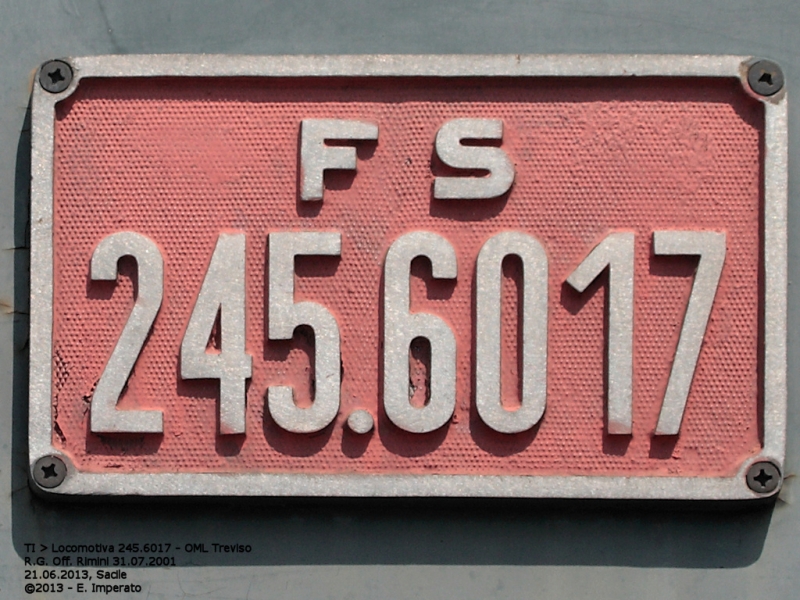 F S
245.6017
TI > Locomotiva 245.6017 - OML Treviso
R.G. Off. Rimini 31.07.2001
21.06.2013, Sacile
©2013 - E. Imperato